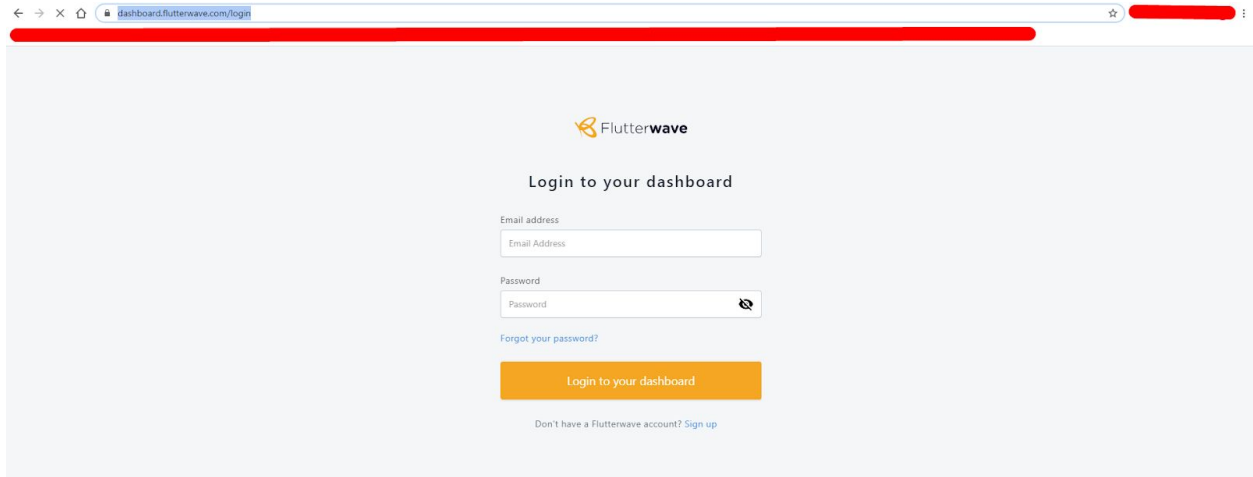 dashboard.flutterwave.com/login
Flutterwave
Login to your dashboard
Email address
Email Address
Password
Password
Forgot your password?
Login to your dashboard
Don't have a Flutterwave account? Sign up